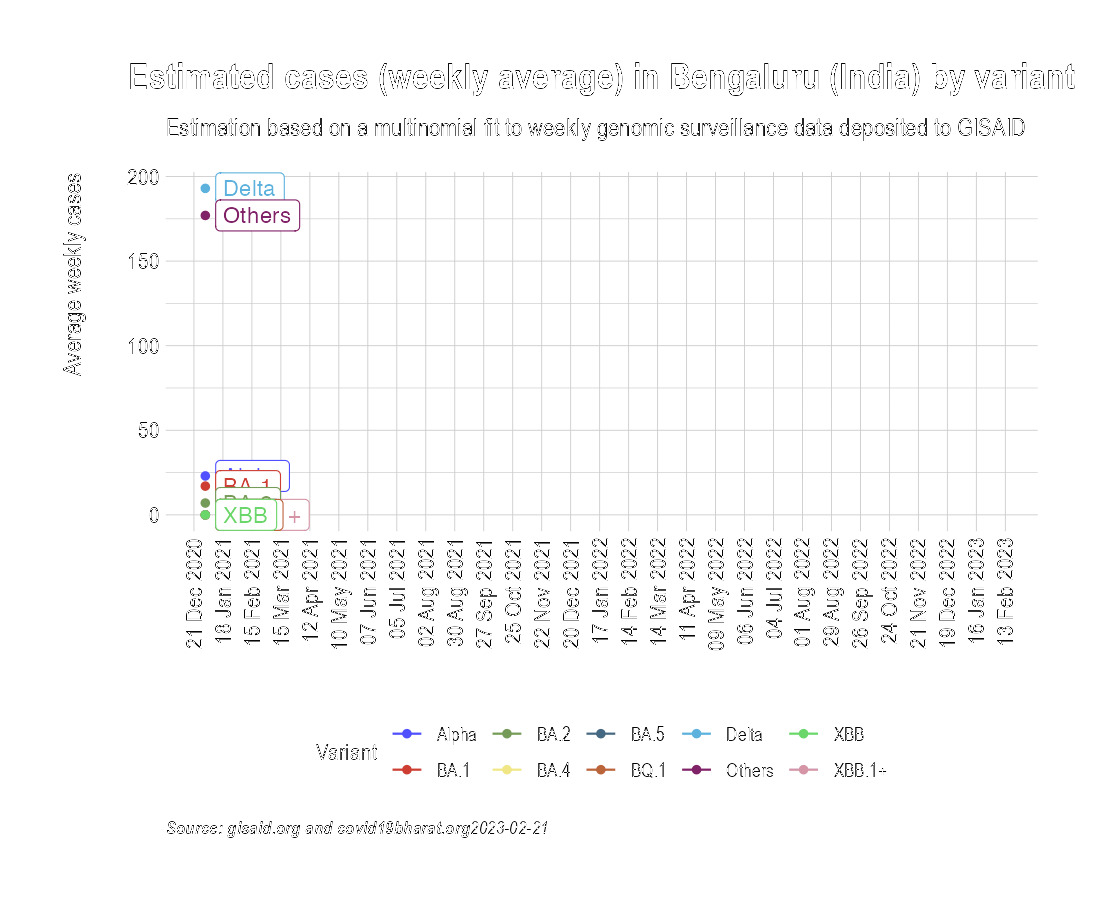 Estimated cases (weekly average) in Bengaluru (India) by variant
Estimation based on a multinomial fit to weekly genomic surveillance data deposited to GISAID
Average weekly cases
200
150
100
50
0
Delta
Others
BA.1
XBB
+
21 Dec 2020
18 Jan 2021
15 Feb 2021
15 Mar 2021
12 Apr 2021
10 May 2021
07 Jun 2021
05 Jul 2021
02 Aug 2021
30 Aug 2021
27 Sep 2021
25 Oct 2021
22 Nov 2021
20 Dec 2021
17 Jan 2022
14 Feb 2022
14 Mar 2022
11 Apr 2022
09 May 2022
06 Jun 2022
04 Jul 2022
01 Aug 2022
29 Aug 2022
26 Sep 2022
24 Oct 2022
21 Nov 2022
19 Dec 2022
16 Jan 2023
13 Feb 2023
Variant
Alpha BA.2 BA.5 Delta XBB
BA.1 BA.4 BQ.1 Others XBB.1+
Source: gisaid.org and covid19bharat.org2023-02-21